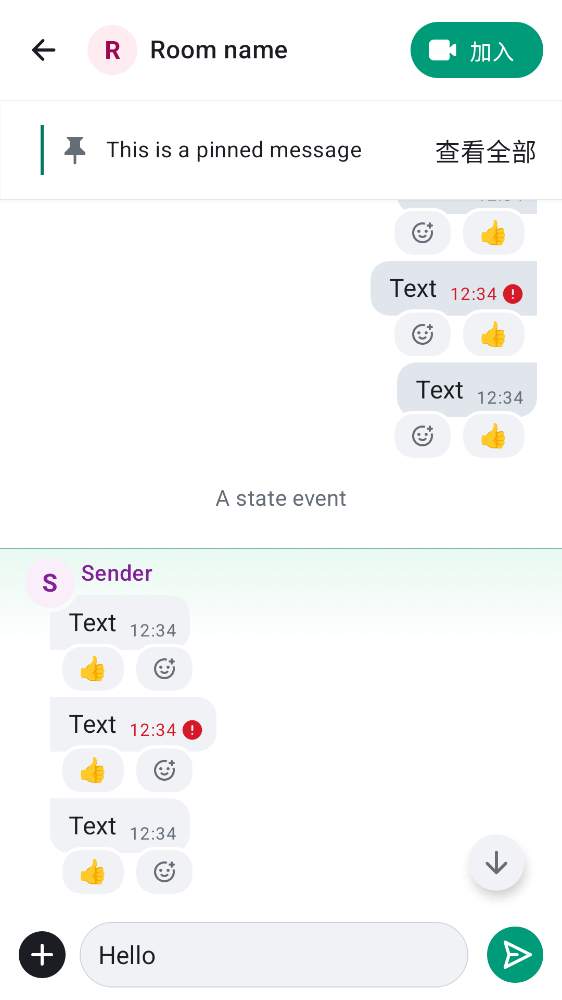 R
Room name
加入
This is a pinned message
查看全部
Text 12:34
Text 12:34
A state event
S
Sender
Text 12:34
Text 12:34
Text 12:34
Hello